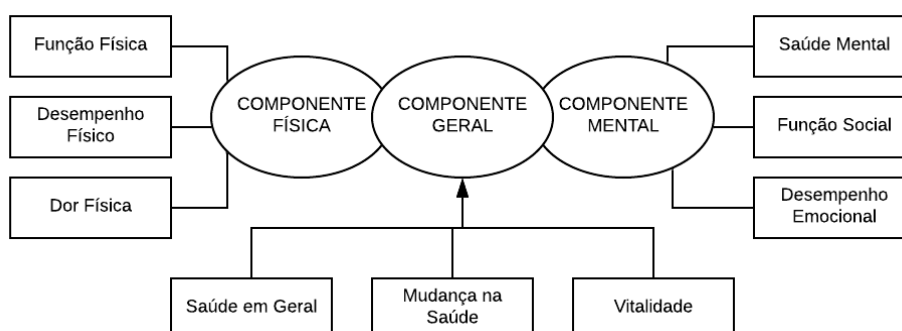 Função Física
Desempenho
Físico
Dor Física
COMPONENTE
FÍSICA
COMPONENTE
GERAL
COMPONENTE
MENTAL
Saúde Mental
Função Social
Desempenho
Emocional
Saúde em Geral
Mudança na
Saúde
Vitalidade